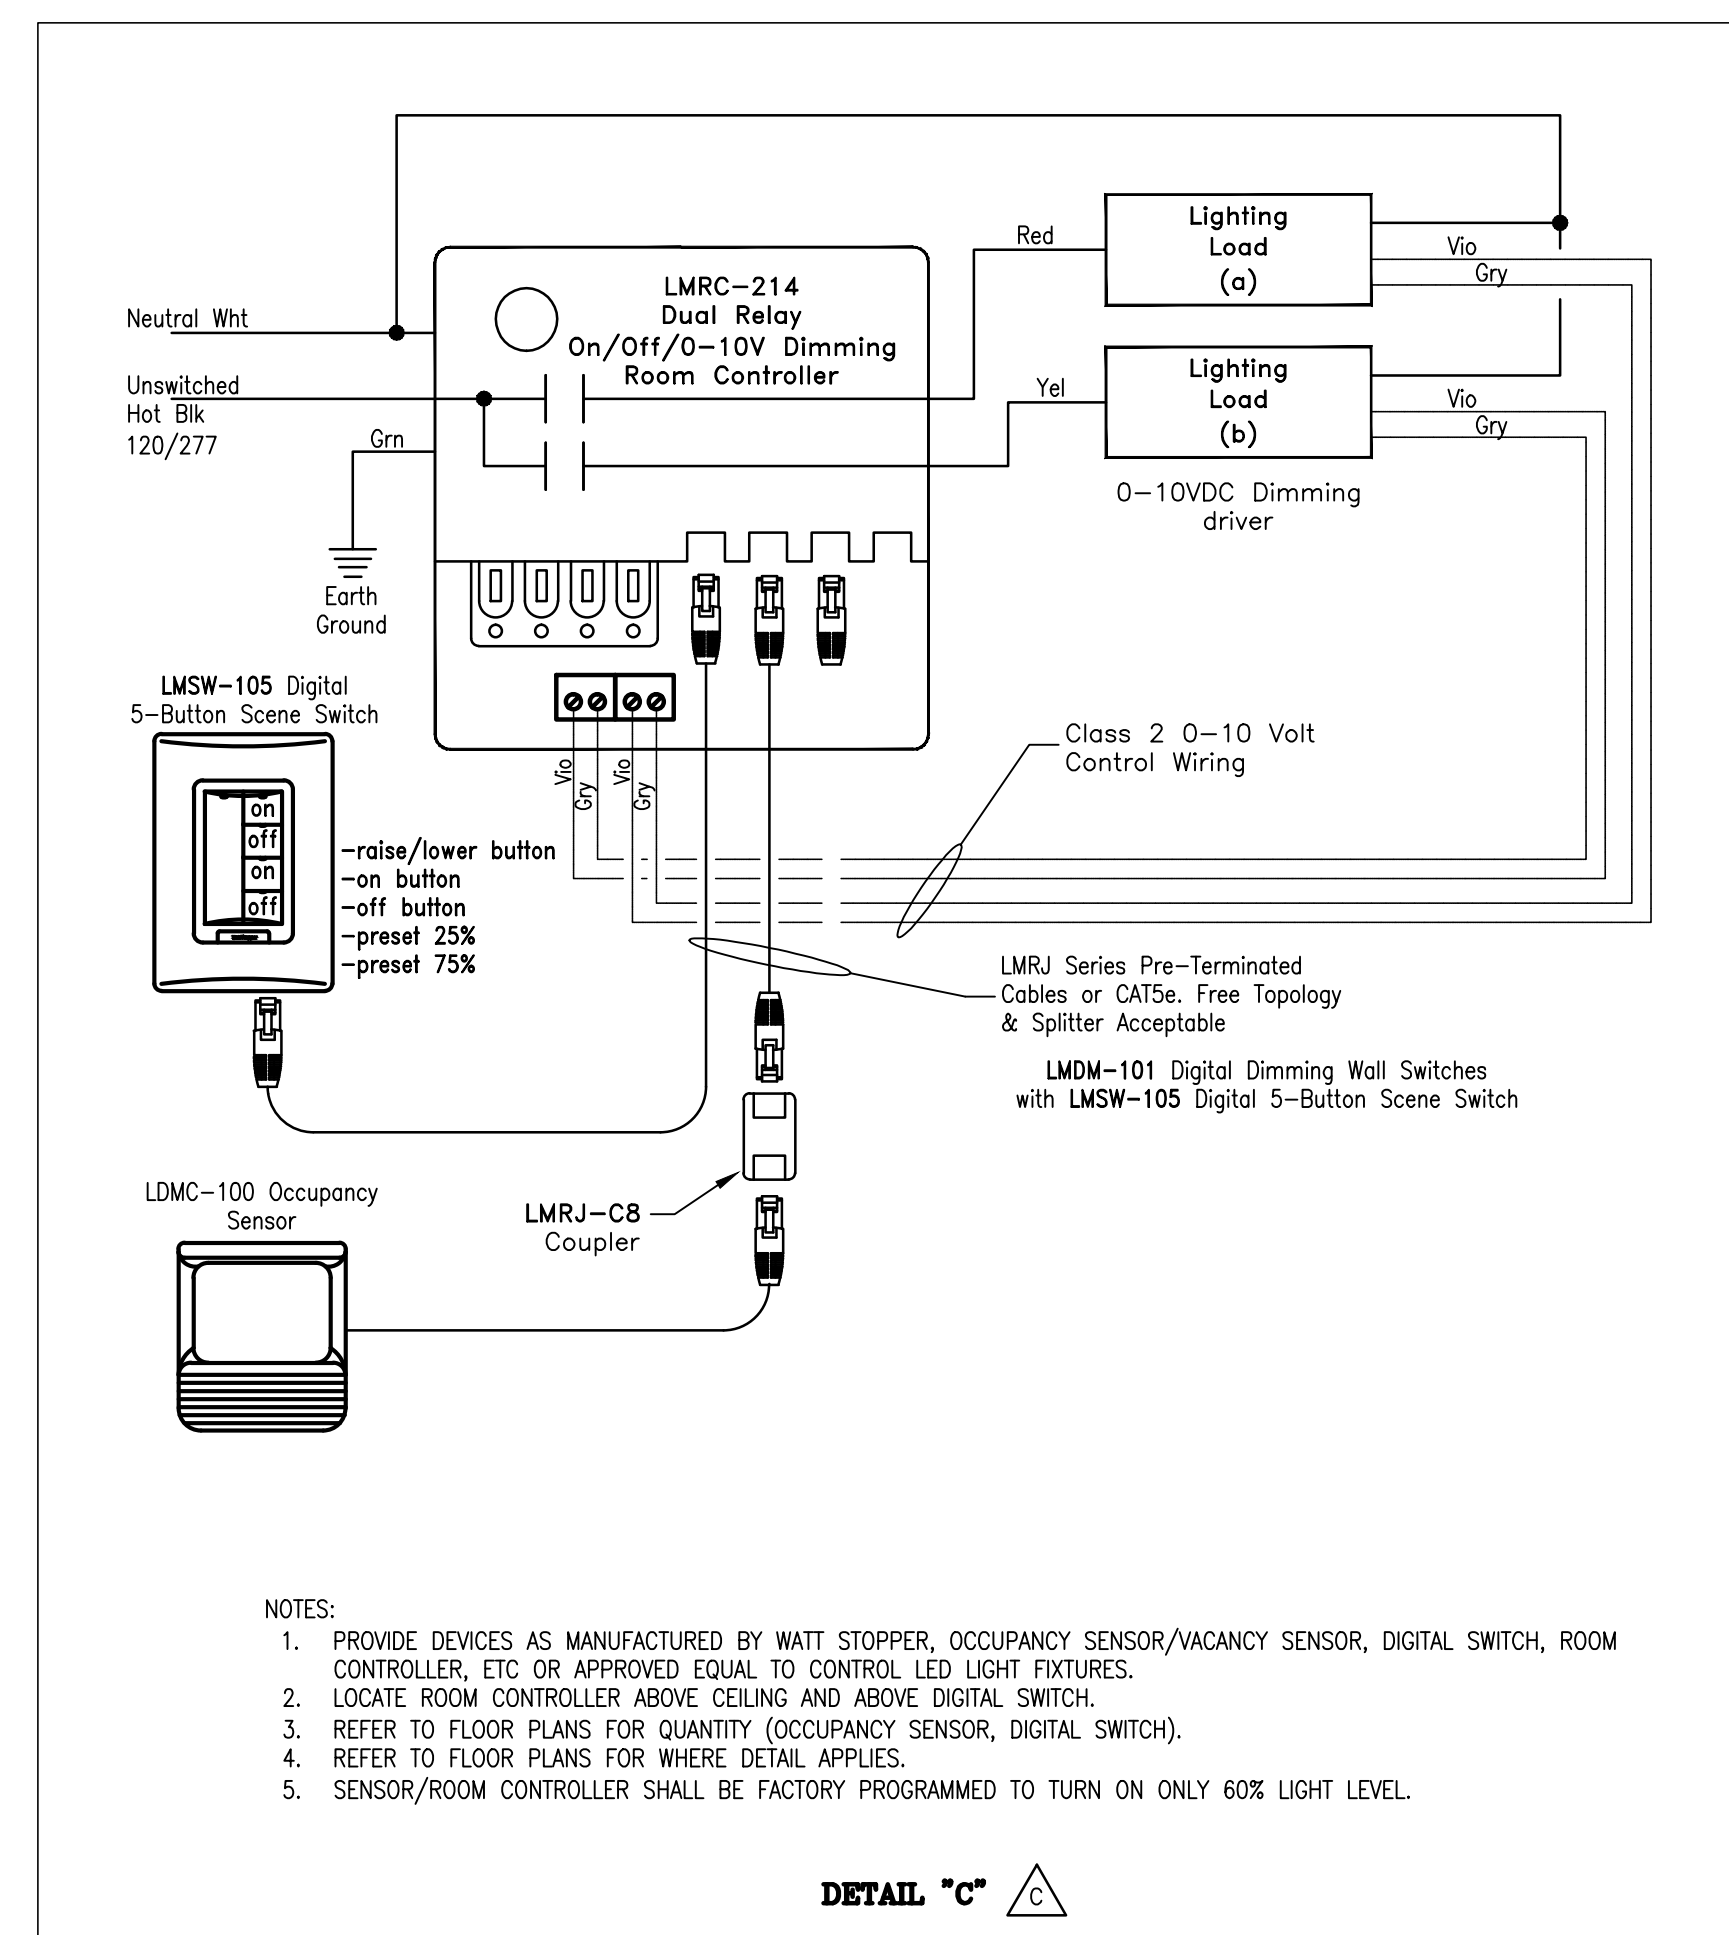 Lighting
Load
(a)
Red
Vio
Gry
LMRC-214
Dual Relay
On/Off/0-10V Dimming
Room Controller
Neutral Wht
Unswitched
Hot Blk
120/277
Grn
Yel
Lighting
Load
(b)
Vio
Gry
0-10VDC Dimming
driver
Earth
Ground
LMSW-105 Digital
5-Button Scene Switch
on
off
on
off
-raise/lower button
-on button
-off button
-preset 25%
-preset 75%
Vio
Gry
Vio
Gry
Class 2 0-10 Volt
Control Wiring
LMRJ Series Pre-Terminated
Cables or CAT5e. Free Topology
& Splitter Acceptable
LMDM-101 Digital Dimming Wall Switches
with LMSW-105 Digital 5-Button Scene Switch
LDMC-100 Occupancy
Sensor
LMRJ-C8
Coupler
NOTES:
1. PROVIDE DEVICES AS MANUFACTURED BY WATT STOPPER, OCCUPANCY SENSOR/VACANCY SENSOR, DIGITAL SWITCH, ROOM
CONTROLLER, ETC OR APPROVED EQUAL TO CONTROL LED LIGHT FIXTURES.
2. LOCATE ROOM CONTROLLER ABOVE CEILING AND ABOVE DIGITAL SWITCH.
3. REFER TO FLOOR PLANS FOR QUANTITY (OCCUPANCY SENSOR, DIGITAL SWITCH).
4. REFER TO FLOOR PLANS FOR WHERE DETAIL APPLIES.
5. SENSOR/ROOM CONTROLLER SHALL BE FACTORY PROGRAMMED TO TURN ON ONLY 60% LIGHT LEVEL.
DETAIL "C" C